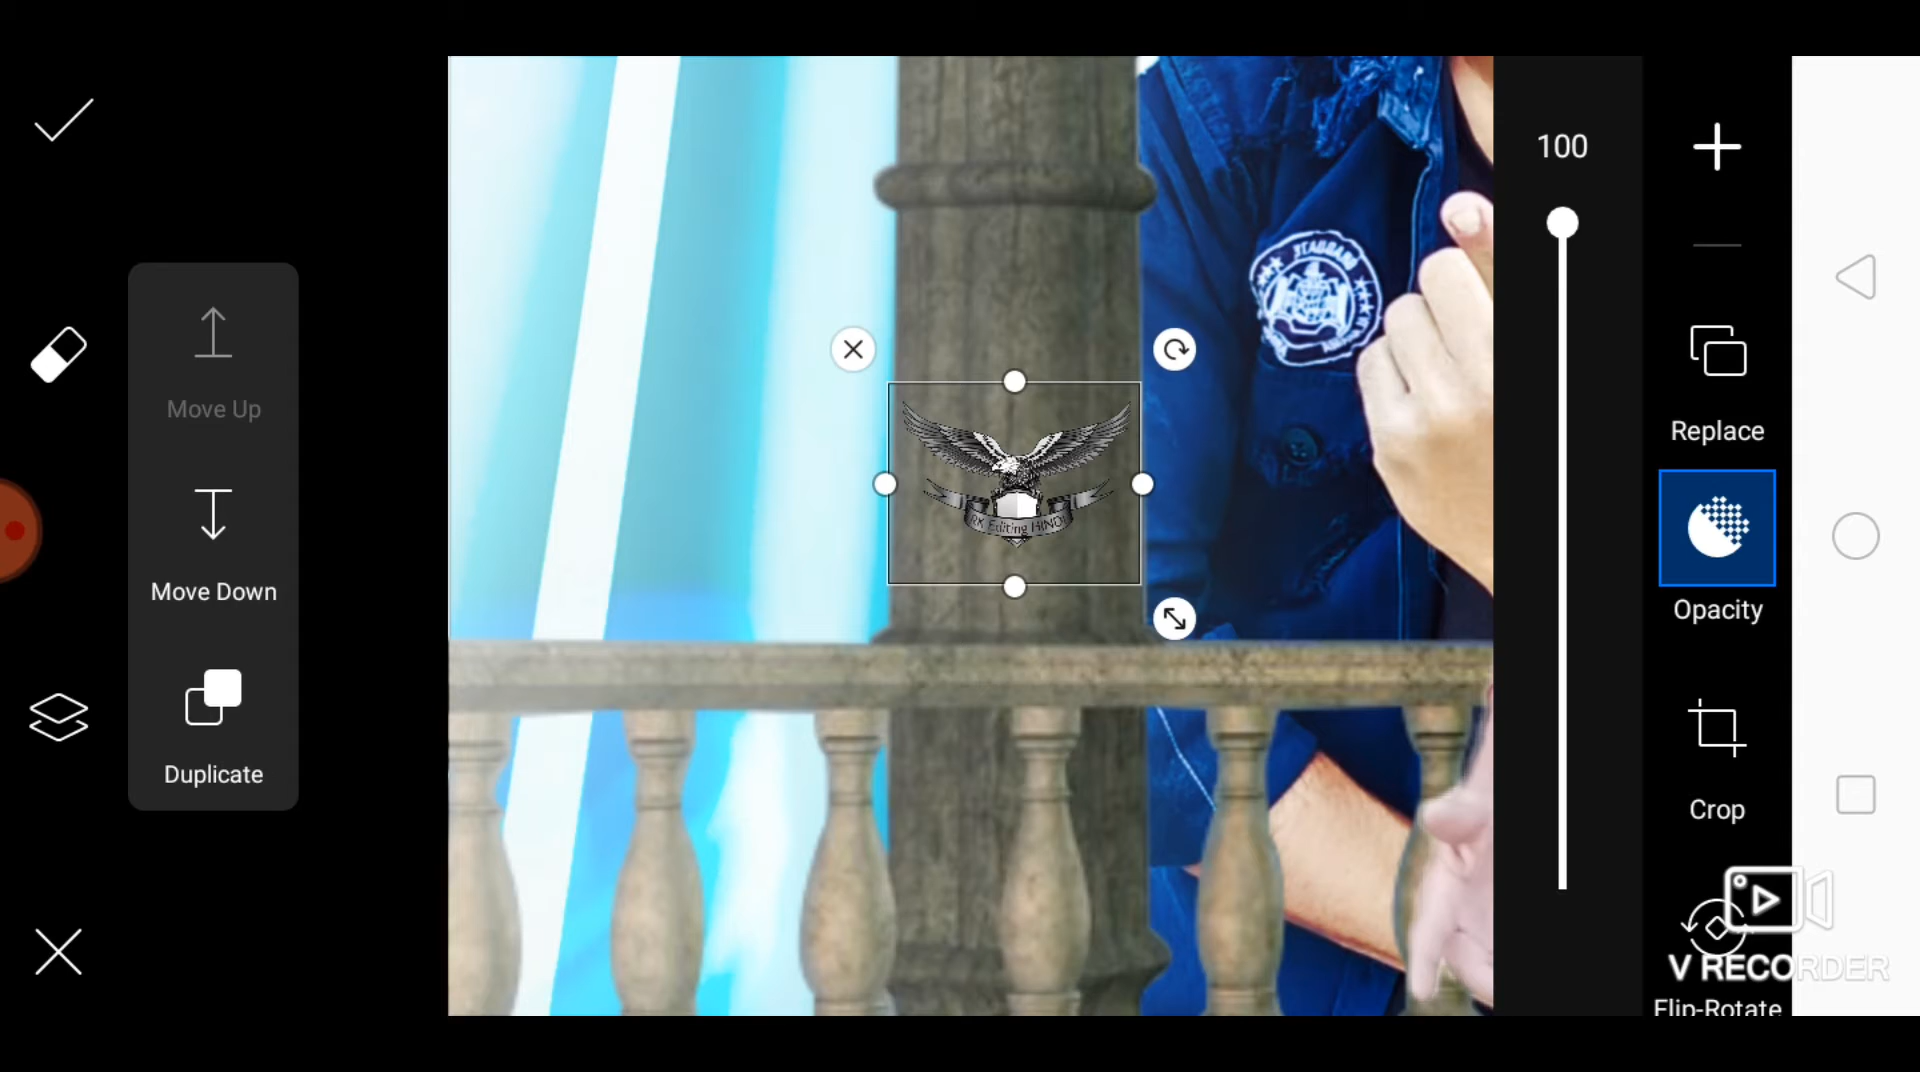 100
Move Up
Replace
RK Editing HINDI
Move Down
Opacity
Duplicate
Crop
V RECORDER
Flip-Rotate